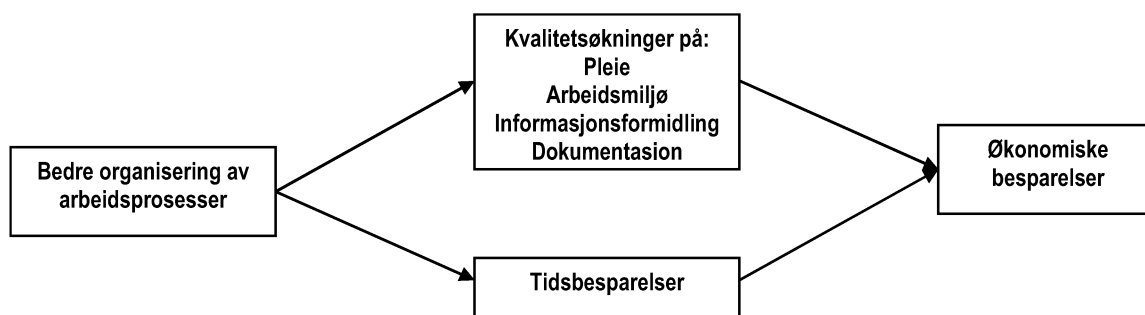 Bedre organisering av
arbeidsprosesser
Kvalitetsøkninger på:
Pleie
Arbeidsmiljø
Informasjonsformidling
Dokumentasion
Tidsbesparelser
Økonomiske
besparelser